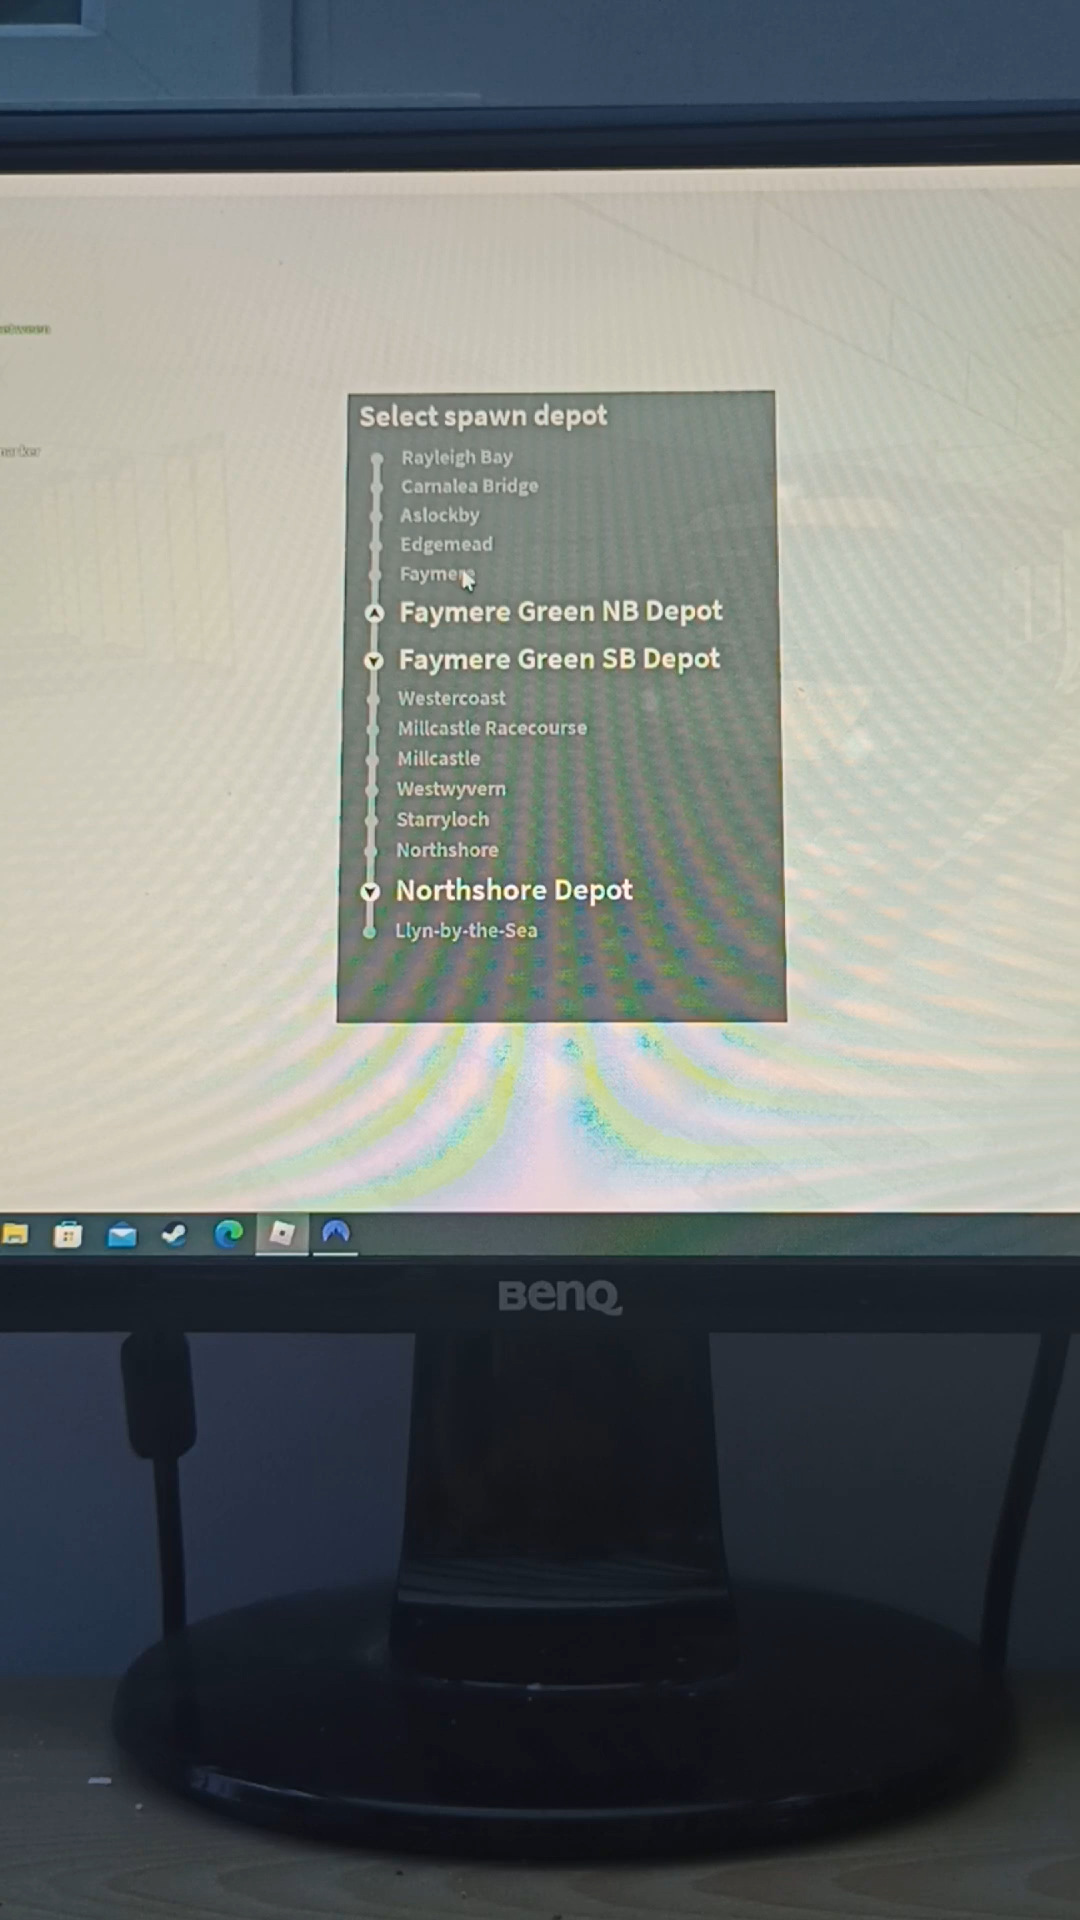 Select spawn depot
Rayleigh Bay
Carnalea Bridge
Aslockby
Edgemead
Faymere
Faymere Green NB Depot
Faymere Green SB Depot
Westercoast
Millcastle Racecourse
Millcastle
Westwyvern
Starryloch
Northshore
Northshore Depot
Llyn-by-the-Sea
BenQ